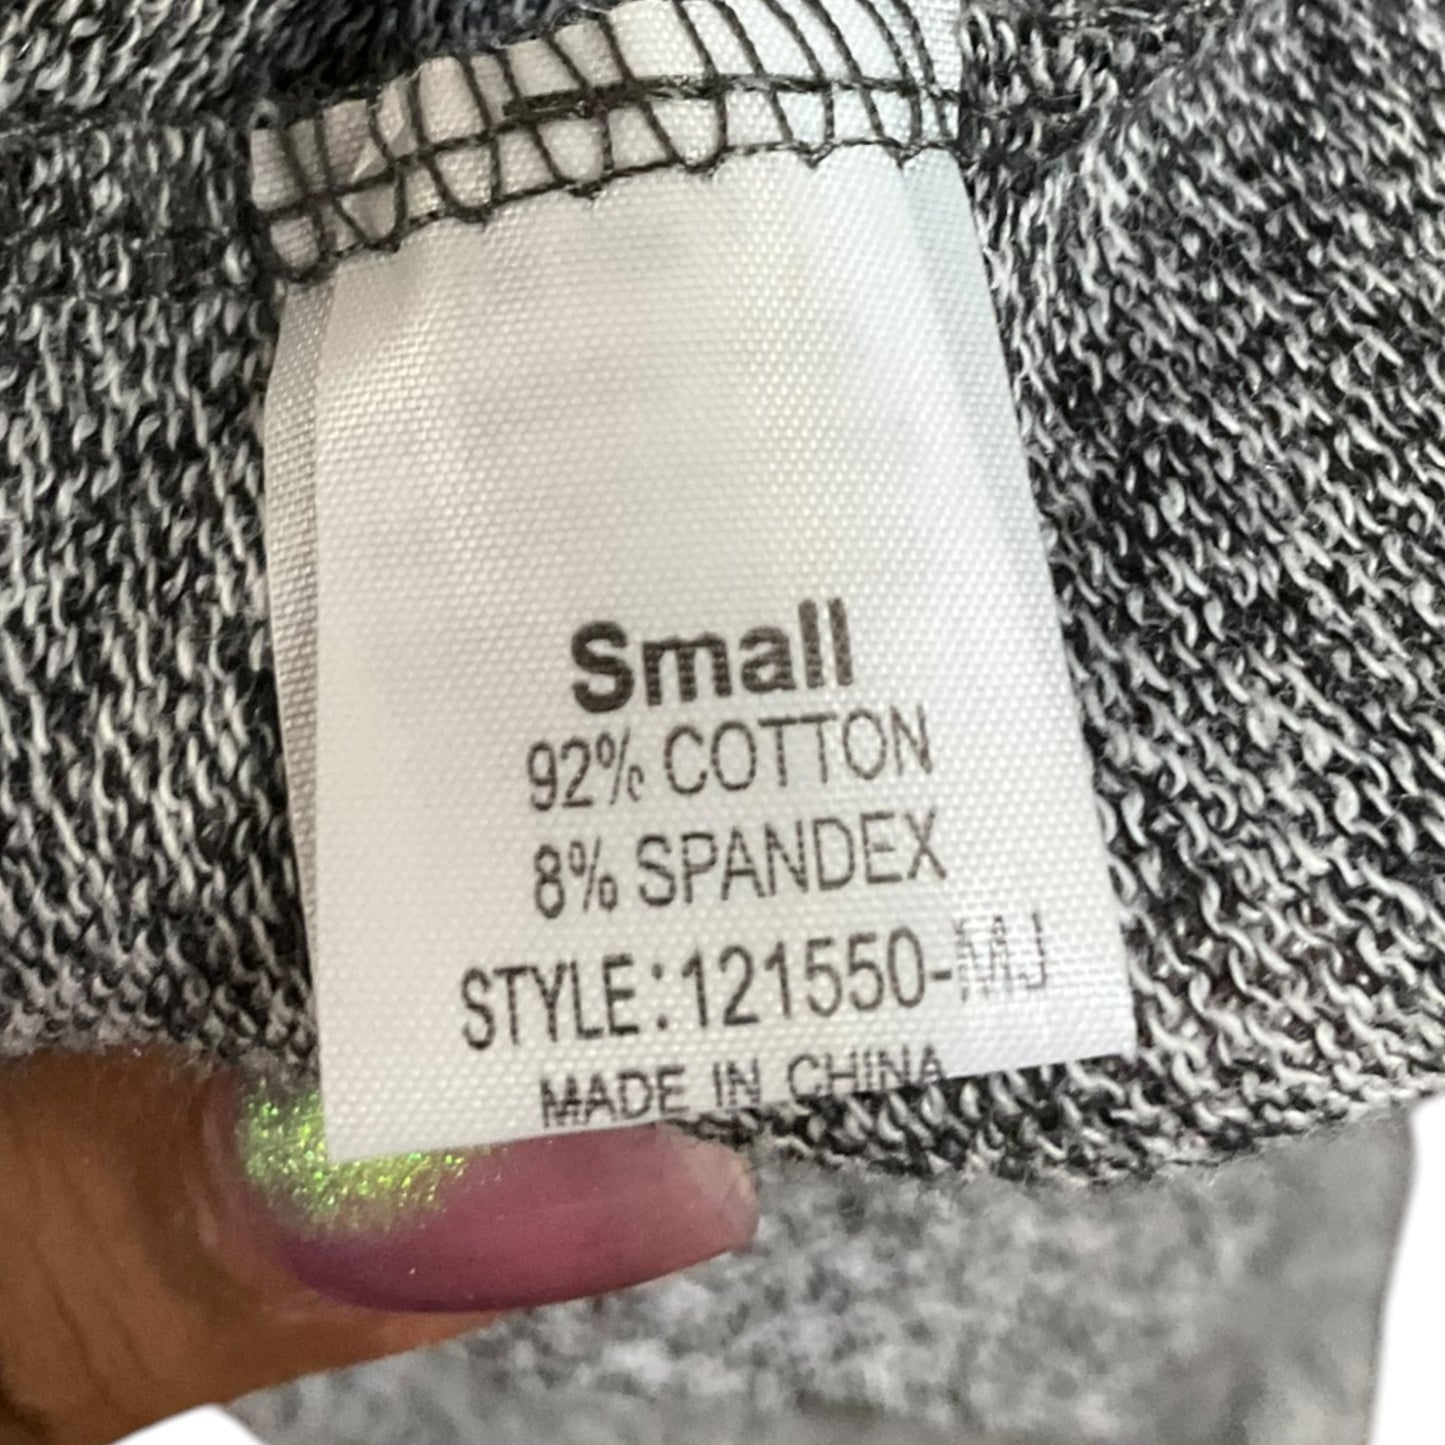 Small
92% COTTON
8% SPANDEX
STYLE:121550-MJ
MADE IN CHINA